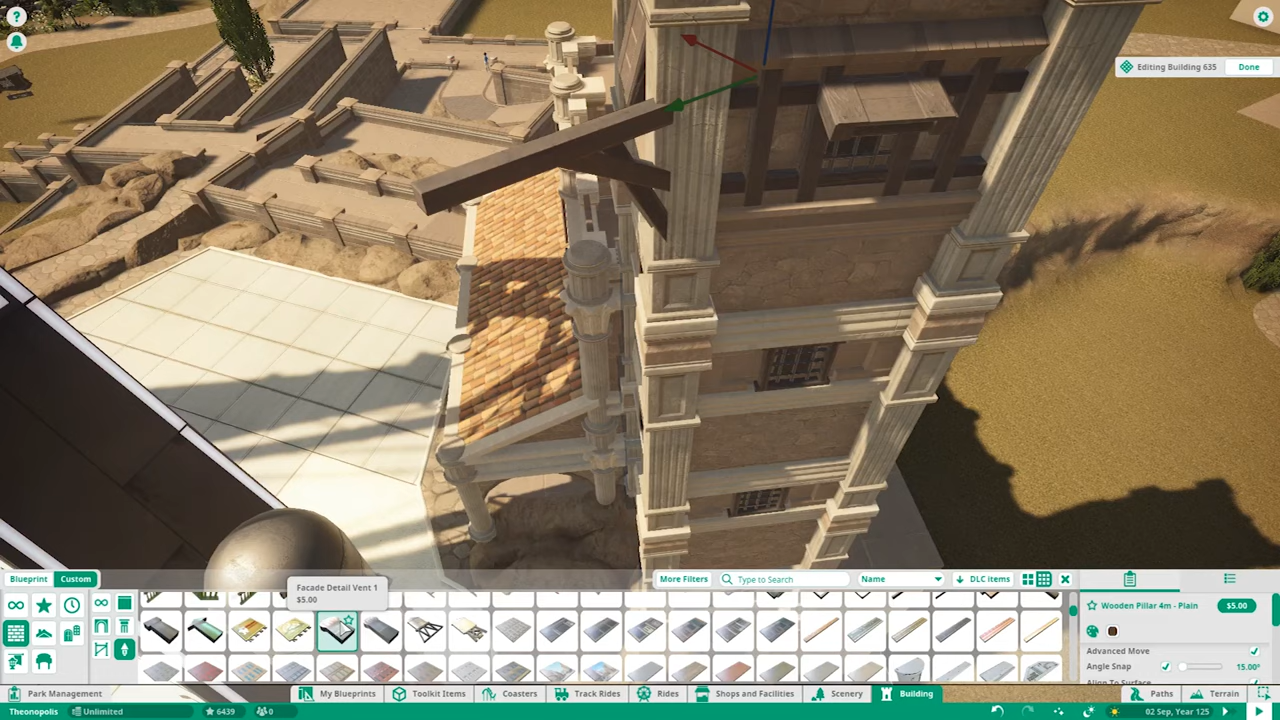 ?
Editing Building 635
Done
Facade Detail Vent 1
$5.00
Blueprint
Custom
More Filters
Type to Search
Name
DLC items
Wooden Pillar 4m - Plain
$5.00
Advanced Move
Angle Snap
15.00°
Park Management
My Blueprints
Toolkit Items
Coasters
Track Rides
Rides
Shops and Facilities
Scenery
Building
Paths
Terrain
Theonopolis
Unlimited
6439
0
02 Sep, Year 125